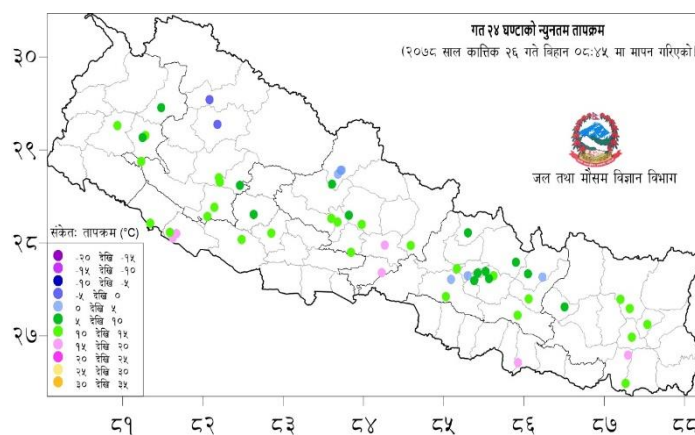 गत २४ घण्टाको न्युनतम तापक्रम
(२०७८ साल कात्तिक २६ गते बिहान ०८:४५ मा मापन गरिएको)
जल तथा मौसम विज्ञान विभाग
३०
२९
२८
२७
संकेत: तापक्रम (°C)
-२० देखि -१५
-१५ देखि -१०
-१० देखि -५
-५ देखि ०
० देखि ५
५ देखि १०
१० देखि १५
१५ देखि २०
२० देखि २५
२५ देखि ३०
३० देखि ३५
८१ ८२ ८३ ८४ ८५ ८६ ८७ ८८